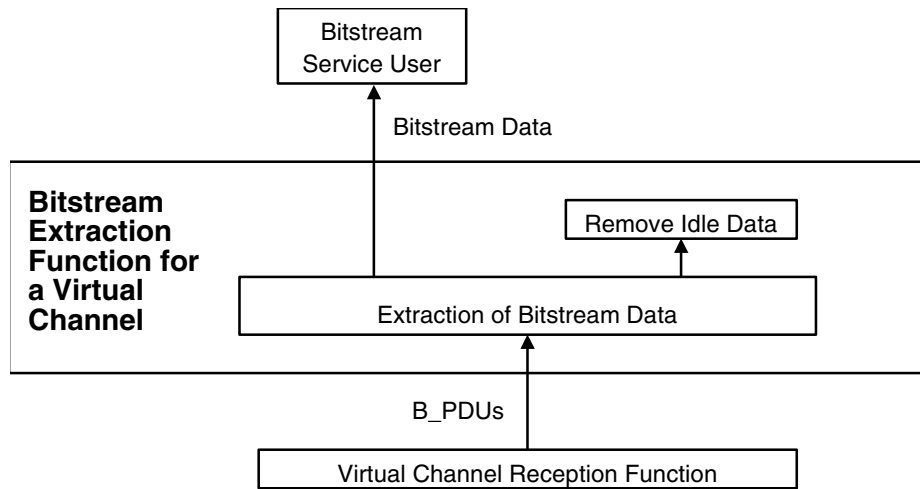 Bitstream
Service User
Bitstream Data
Bitstream
Extraction
Function for
a Virtual
Channel
Remove Idle Data
Extraction of Bitstream Data
B_PDUs
Virtual Channel Reception Function